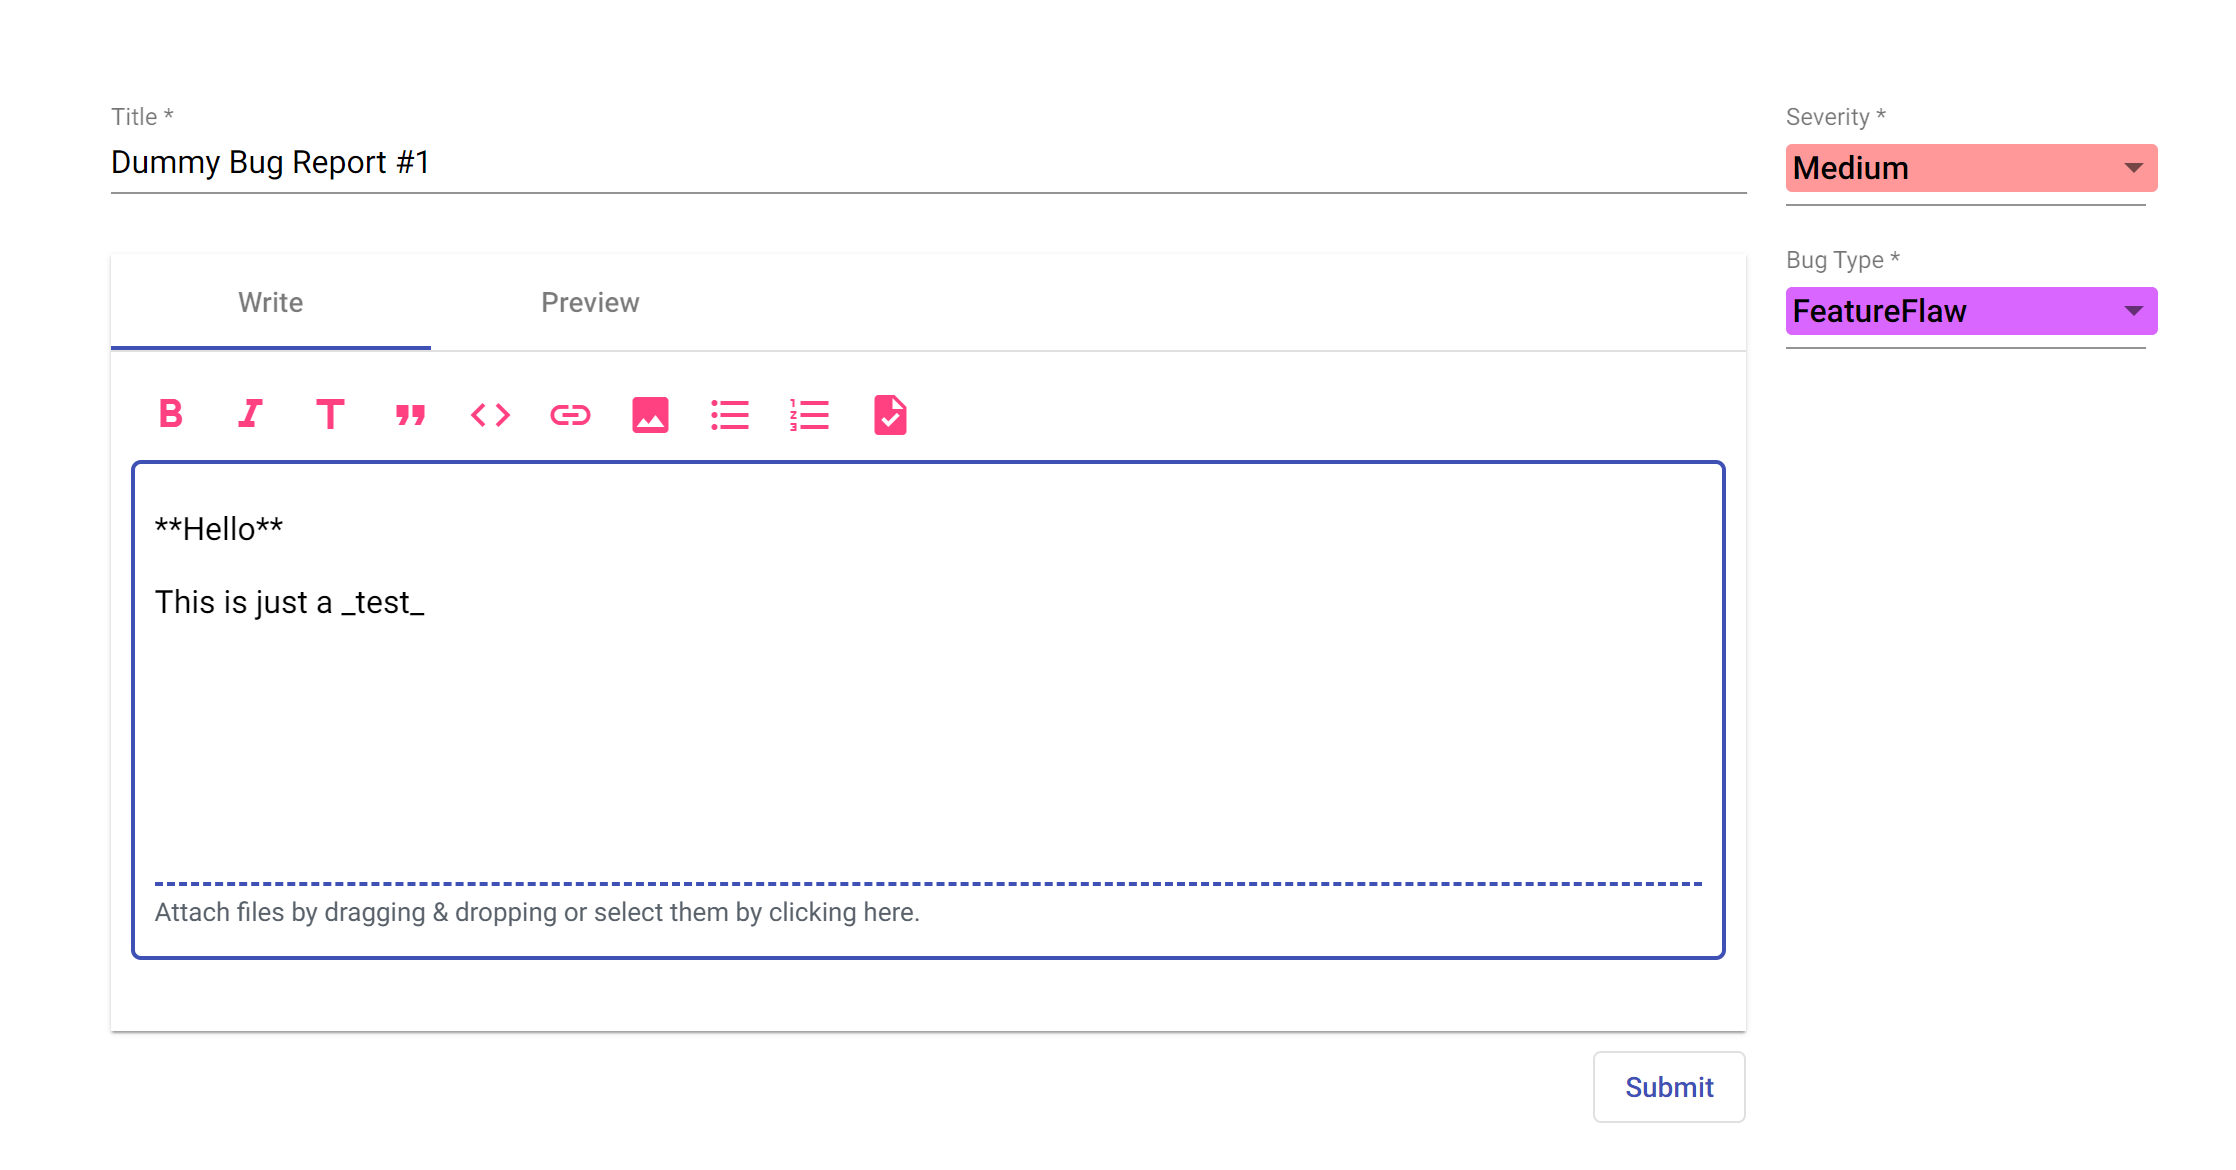 Title *
Dummy Bug Report #1
Severity *
Medium
Bug Type *
FeatureFlaw
Write
Preview
**Hello**
This is just a _test_
Attach files by dragging & dropping or select them by clicking here.
Submit